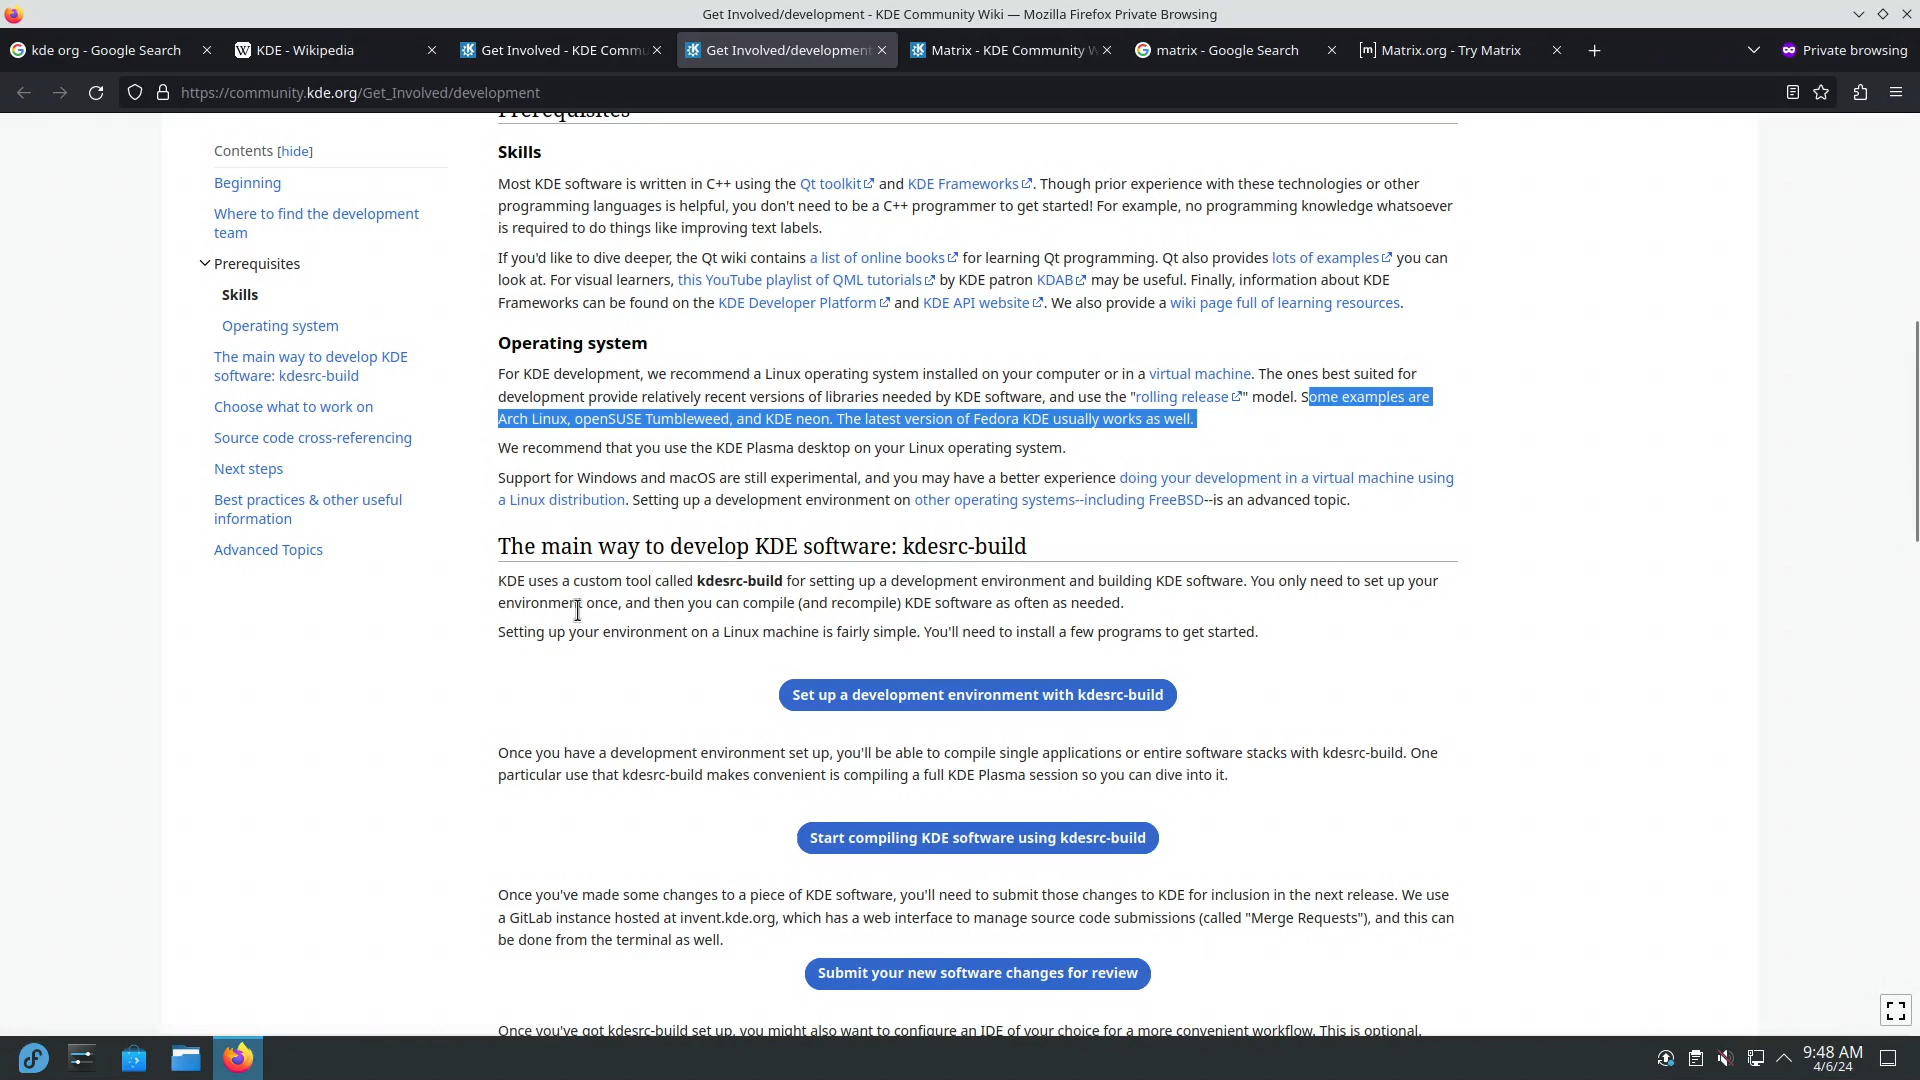 Get Involved/development - KDE Community Wiki — Mozilla Firefox Private Browsing
kde org - Google Search
KDE - Wikipedia
Get Involved - KDE Commu
Get Involved/development
Matrix - KDE Community W
matrix - Google Search
[m] Matrix.org - Try Matrix
Private browsing
https://community.kde.org/Get_Involved/development
Prerequisites
Contents [hide]
Beginning
Where to find the development
team
Prerequisites
Skills
Operating system
The main way to develop KDE
software: kdesrc-build
Choose what to work on
Source code cross-referencing
Next steps
Best practices & other useful
information
Advanced Topics
Skills
Most KDE software is written in C++ using the Qt toolkit and KDE Frameworks. Though prior experience with these technologies or other
programming languages is helpful, you don't need to be a C++ programmer to get started! For example, no programming knowledge whatsoever
is required to do things like improving text labels.
If you'd like to dive deeper, the Qt wiki contains a list of online books for learning Qt programming. Qt also provides lots of examples you can
look at. For visual learners, this YouTube playlist of QML tutorials by KDE patron KDAB may be useful. Finally, information about KDE
Frameworks can be found on the KDE Developer Platform and KDE API website. We also provide a wiki page full of learning resources.
Operating system
For KDE development, we recommend a Linux operating system installed on your computer or in a virtual machine. The ones best suited for
development provide relatively recent versions of libraries needed by KDE software, and use the "rolling release" model. Some examples are
Arch Linux, openSUSE Tumbleweed, and KDE neon. The latest version of Fedora KDE usually works as well.
We recommend that you use the KDE Plasma desktop on your Linux operating system.
Support for Windows and macOS are still experimental, and you may have a better experience doing your development in a virtual machine using
a Linux distribution. Setting up a development environment on other operating systems--including FreeBSD--is an advanced topic.
The main way to develop KDE software: kdesrc-build
KDE uses a custom tool called kdesrc-build for setting up a development environment and building KDE software. You only need to set up your
environment once, and then you can compile (and recompile) KDE software as often as needed.
Setting up your environment on a Linux machine is fairly simple. You'll need to install a few programs to get started.
Set up a development environment with kdesrc-build
Once you have a development environment set up, you'll be able to compile single applications or entire software stacks with kdesrc-build. One
particular use that kdesrc-build makes convenient is compiling a full KDE Plasma session so you can dive into it.
Start compiling KDE software using kdesrc-build
Once you've made some changes to a piece of KDE software, you'll need to submit those changes to KDE for inclusion in the next release. We use
a GitLab instance hosted at invent.kde.org, which has a web interface to manage source code submissions (called "Merge Requests"), and this can
be done from the terminal as well.
Submit your new software changes for review
Once you've got kdesrc-build set up, you might also want to configure an IDE of your choice for a more convenient workflow. This is optional.
9:48 AM
4/6/24